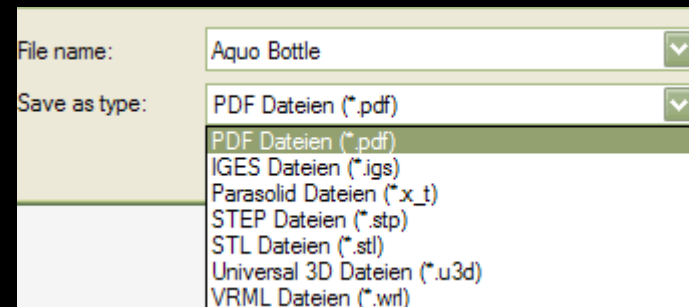 File name: Aquo Bottle
Save as type: PDF Dateien (*.pdf)
PDF Dateien (*.pdf)
IGES Dateien (*.igs)
Parasolid Dateien (*.x_t)
STEP Dateien (*.stp)
STL Dateien (*.stl)
Universal 3D Dateien (*.u3d)
VRML Dateien (*.wrl)